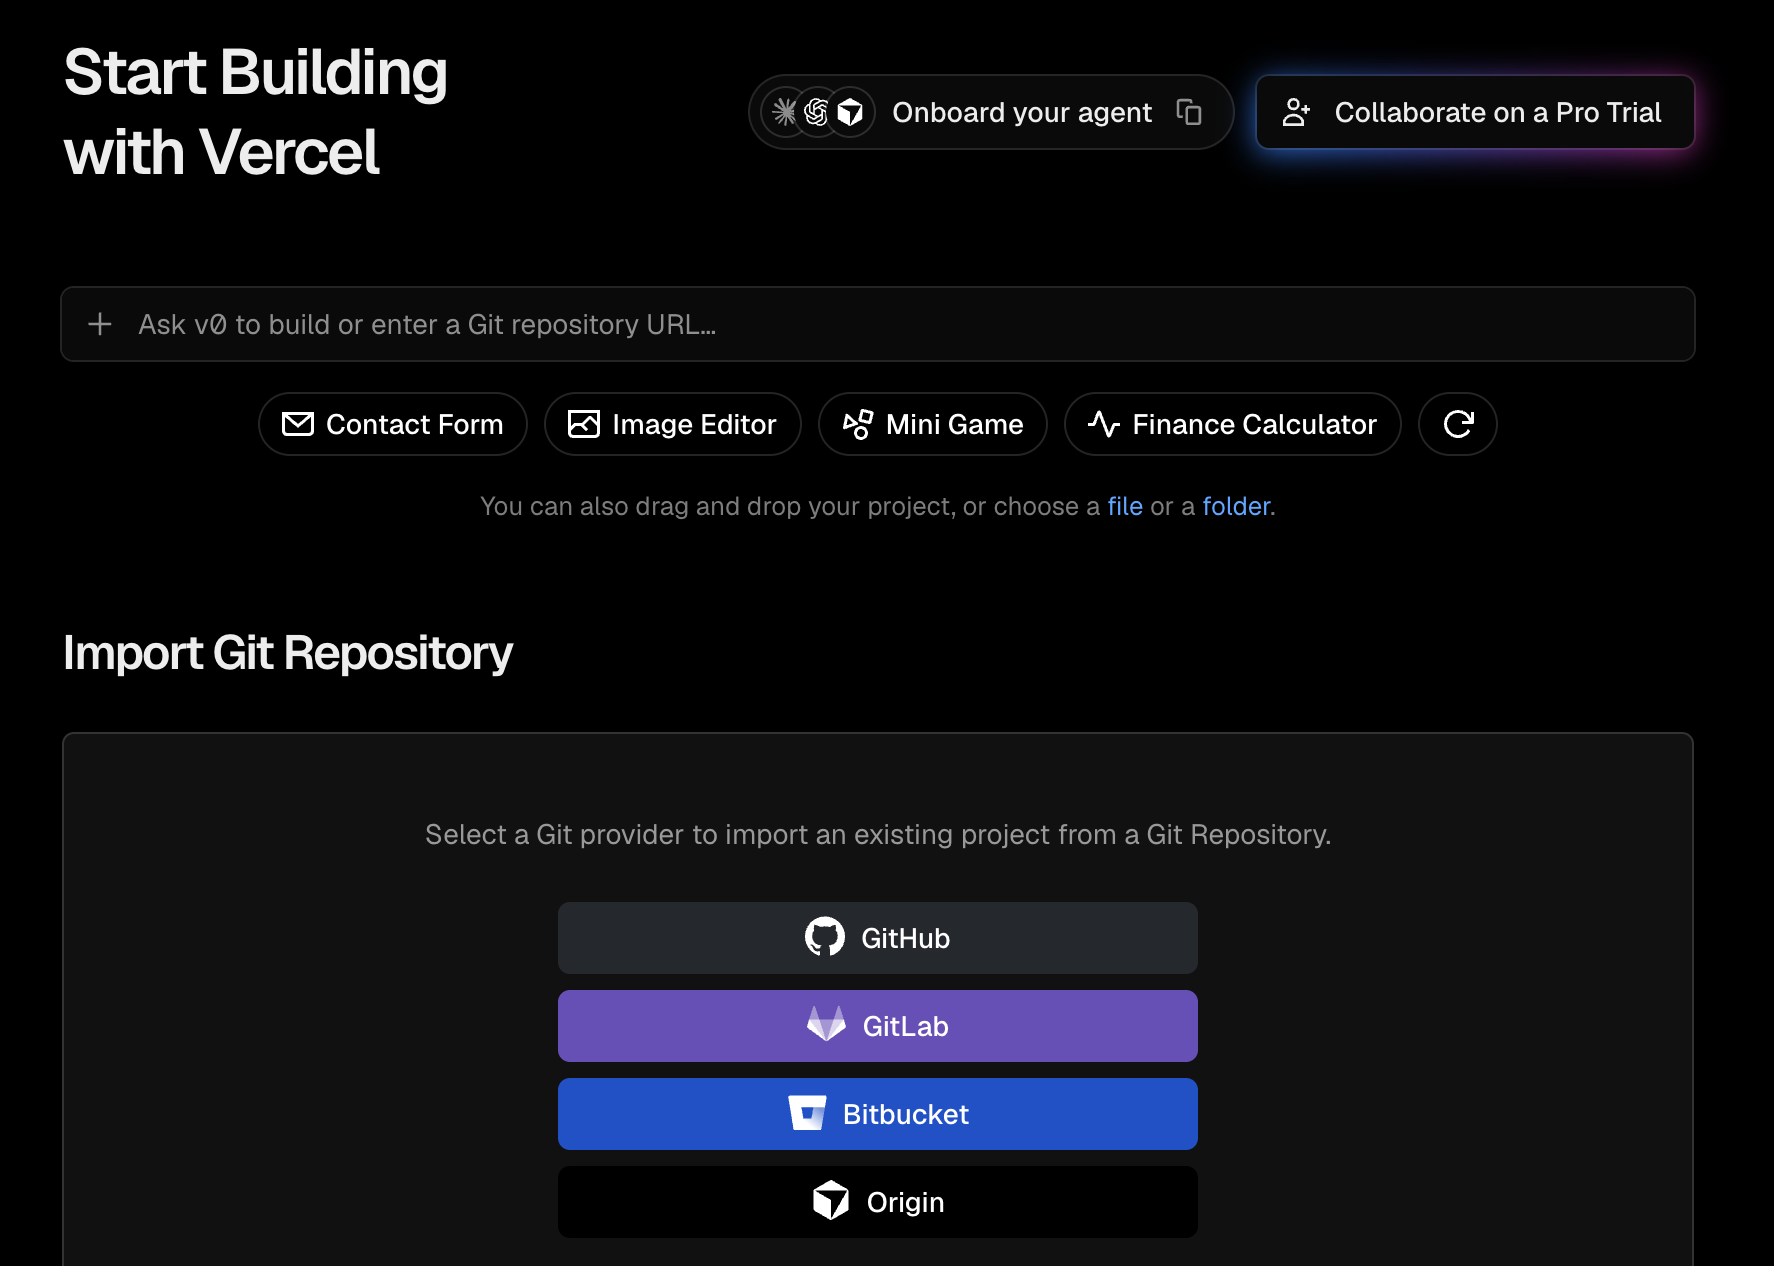 Start Building
with Vercel
Onboard your agent
Collaborate on a Pro Trial
Ask v0 to build or enter a Git repository URL...
Contact Form
Image Editor
Mini Game
Finance Calculator
You can also drag and drop your project, or choose a file or a folder.
Import Git Repository
Select a Git provider to import an existing project from a Git Repository.
GitHub
GitLab
Bitbucket
Origin